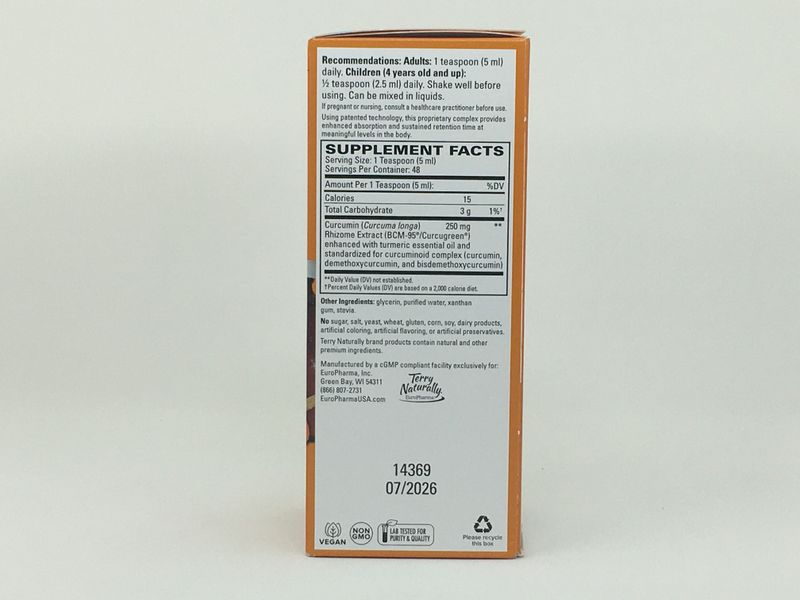 Recommendations: Adults: 1 teaspoon (5 ml)
daily. Children (4 years old and up):
½ teaspoon (2.5 ml) daily. Shake well before
using. Can be mixed in liquids.
If pregnant or nursing, consult a healthcare practitioner before use.
Using patented technology, this proprietary complex provides
enhanced absorption and sustained retention time at
meaningful levels in the body.
SUPPLEMENT FACTS
Serving Size: 1 Teaspoon (5 ml)
Servings Per Container: 48
Amount Per 1 Teaspoon (5 ml): %DV
Calories 15
Total Carbohydrate 3 g 1%†
Curcumin (Curcuma longa) 250 mg **
Rhizome Extract (BCM-95®/Curcugreen®)
enhanced with turmeric essential oil and
standardized for curcuminoid complex (curcumin,
demethoxycurcumin, and bisdemethoxycurcumin)
**Daily Value (DV) not established.
†Percent Daily Values (DV) are based on a 2,000 calorie diet.
Other Ingredients: glycerin, purified water, xanthan
gum, stevia.
No sugar, salt, yeast, wheat, gluten, corn, soy, dairy products,
artificial coloring, artificial flavoring, or artificial preservatives.
Terry Naturally brand products contain natural and other
premium ingredients.
Manufactured by a cGMP compliant facility exclusively for:
EuroPharma, Inc.
Green Bay, WI 54311
(866) 807-2731
EuroPharmaUSA.com
Terry
Naturally.
EuroPharma
14369
07/2026
VEGAN
NON
GMO
LAB TESTED FOR
PURITY & QUALITY
Please recycle
this box